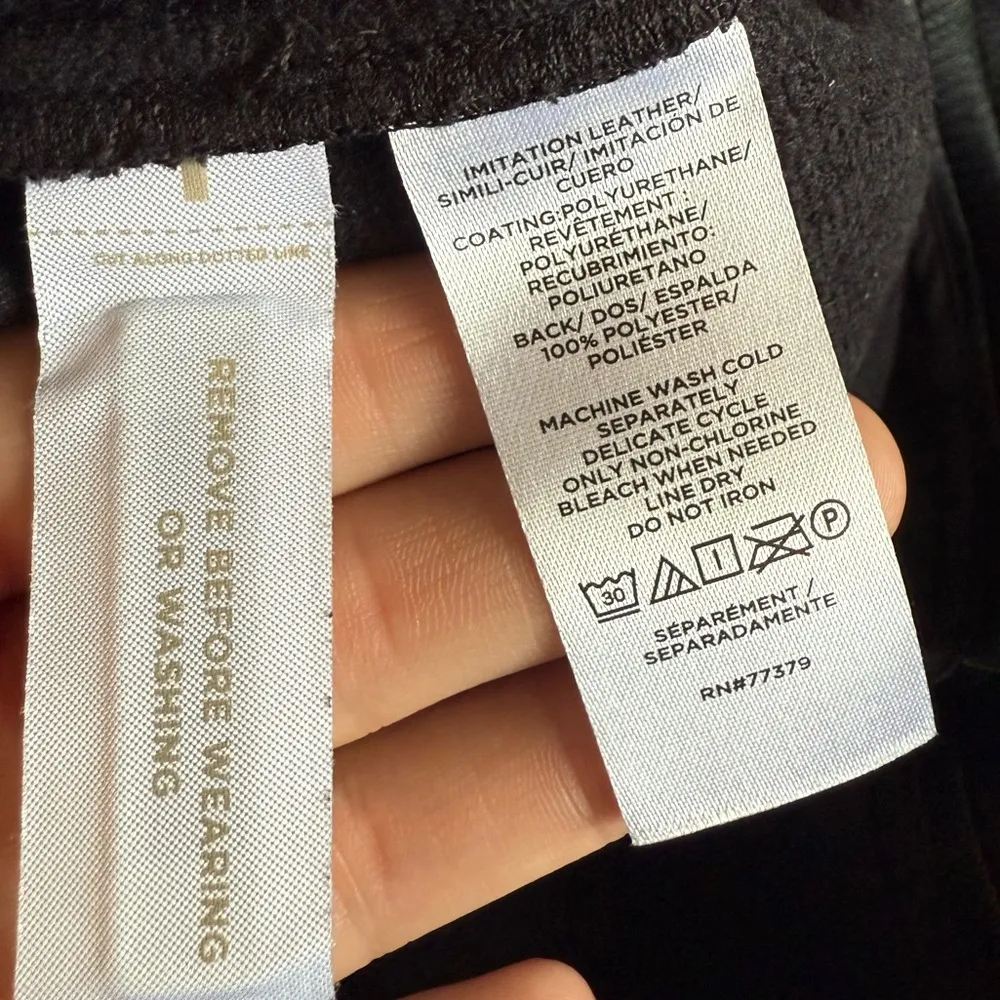 CUT ALONG DOTTED LINE
REMOVE BEFORE WEARING
OR WASHING
IMITATION LEATHER/
SIMILI-CUIR/ IMITACIÓN DE
CUERO
COATING:POLYURETHANE/
REVÊTEMENT :
POLYURÉTHANE/
RECUBRIMIENTO:
POLIURETANO
BACK/ DOS/ ESPALDA
100% POLYESTER/
POLIÉSTER
MACHINE WASH COLD
SEPARATELY
DELICATE CYCLE
ONLY NON-CHLORINE
BLEACH WHEN NEEDED
LINE DRY
DO NOT IRON
30 P
SÉPARÉMENT /
SEPARADAMENTE
RN#77379